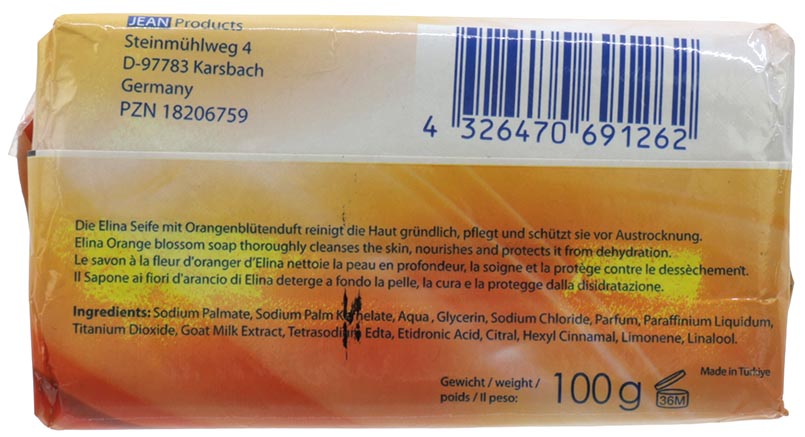 JEAN Products
Steinmühlweg 4
D-97783 Karsbach
Germany
PZN 18206759
4 326470 691262
Die Elina Seife mit Orangenblütenduft reinigt die Haut gründlich, pflegt und schützt sie vor Austrocknung.
Elina Orange blossom soap thoroughly cleanses the skin, nourishes and protects it from dehydration.
Le savon à la fleur d'oranger d'Elina nettoie la peau en profondeur, la soigne et la protège contre le dessèchement.
Il Sapone ai fiori d'arancio di Elina deterge a fondo la pelle, la cura e la protegge dalla disidratazione.
Ingredients: Sodium Palmate, Sodium Palm Kernelate, Aqua , Glycerin, Sodium Chloride, Parfum, Paraffinium Liquidum,
Titanium Dioxide, Goat Milk Extract, Tetrasodium Edta, Etidronic Acid, Citral, Hexyl Cinnamal, Limonene, Linalool.
Made in Türkiye
Gewicht / weight /
poids / Il peso: 100 g 36M